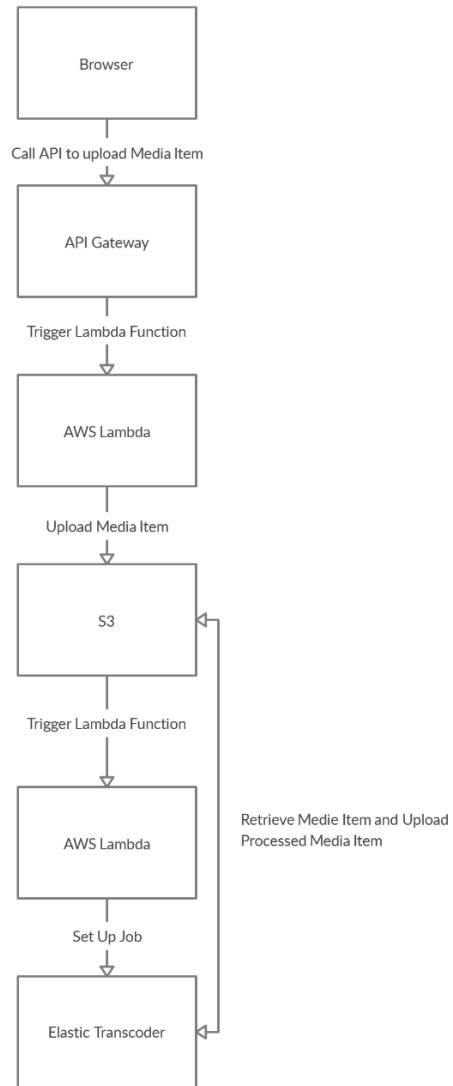 Browser
Call API to upload Media Item
API Gateway
Trigger Lambda Function
AWS Lambda
Upload Media Item
S3
Trigger Lambda Function
AWS Lambda
Retrieve Medie Item and Upload
Processed Media Item
Set Up Job
Elastic Transcoder